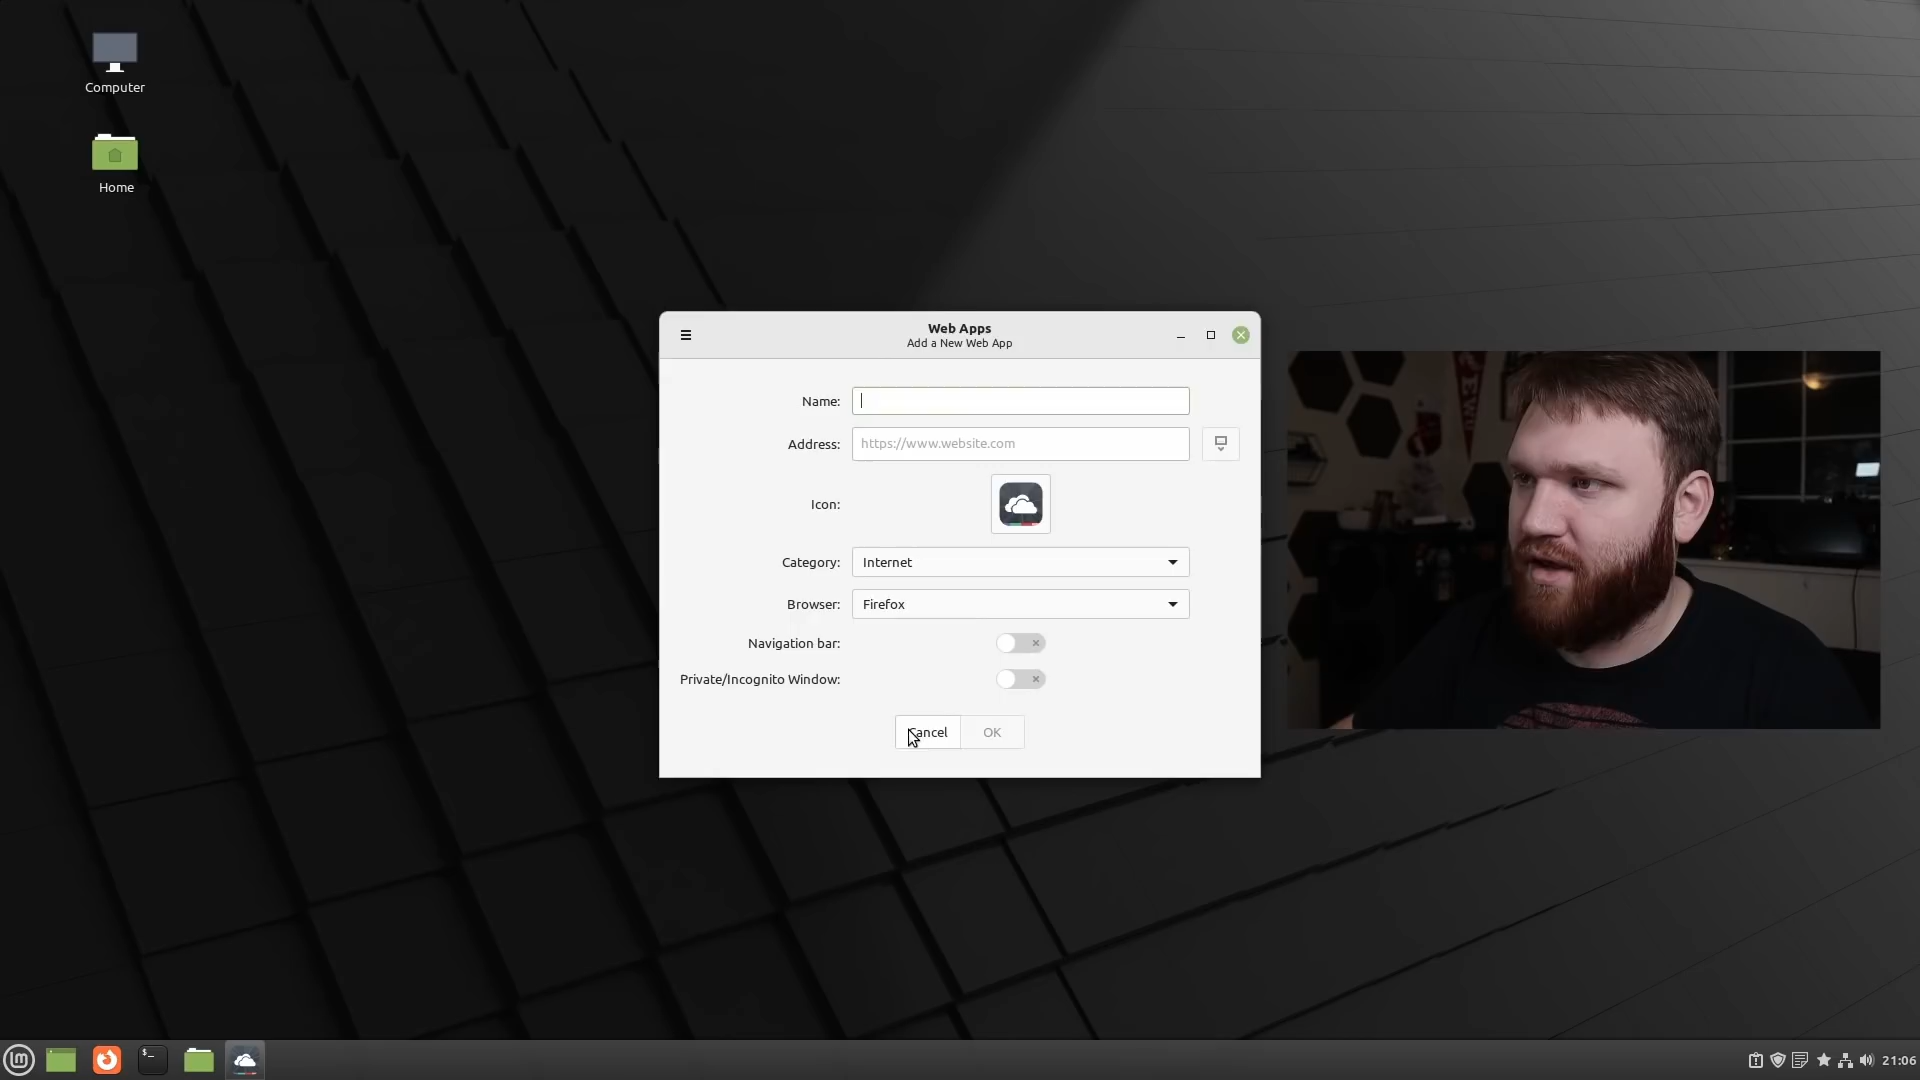 Computer
Home
Web Apps
Add a New Web App
Name:
Address: https://www.website.com
Icon:
Category: Internet
Browser: Firefox
Navigation bar:
Private/Incognito Window:
Cancel OK
$-
21:06